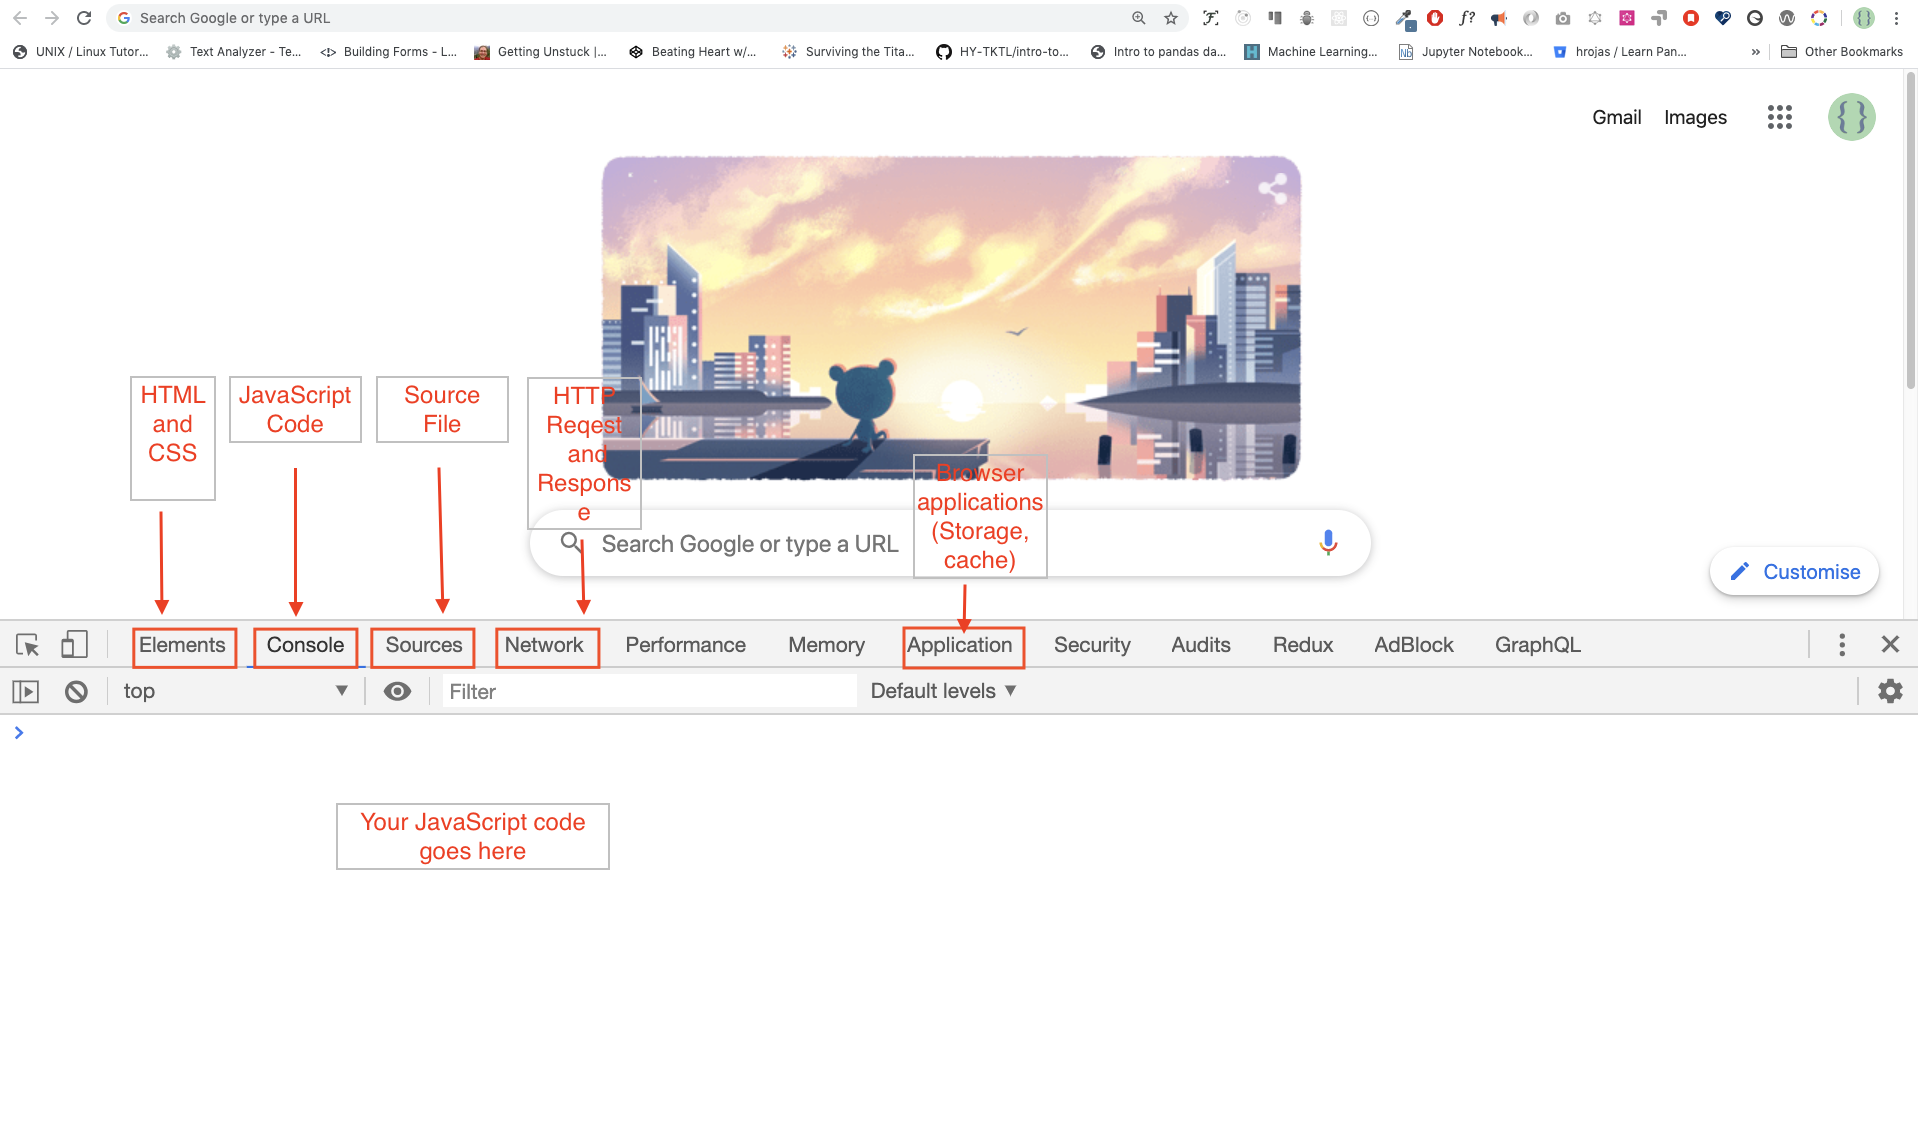 Search Google or type a URL
UNIX / Linux Tutor... Text Analyzer - Te... Building Forms - L... Getting Unstuck |... Beating Heart w/... Surviving the Tita... HY-TKTL/intro-to... Intro to pandas da... Machine Learning... Jupyter Notebook... hrojas / Learn Pan... » Other Bookmarks
Gmail Images
HTML
and
CSS
JavaScript
Code
Source
File
HTTP
Reqest
and
Respons
e
Browser
applications
(Storage,
cache)
Search Google or type a URL
Customise
Elements Console Sources Network Performance Memory Application Security Audits Redux AdBlock GraphQL
top Filter Default levels
Your JavaScript code
goes here